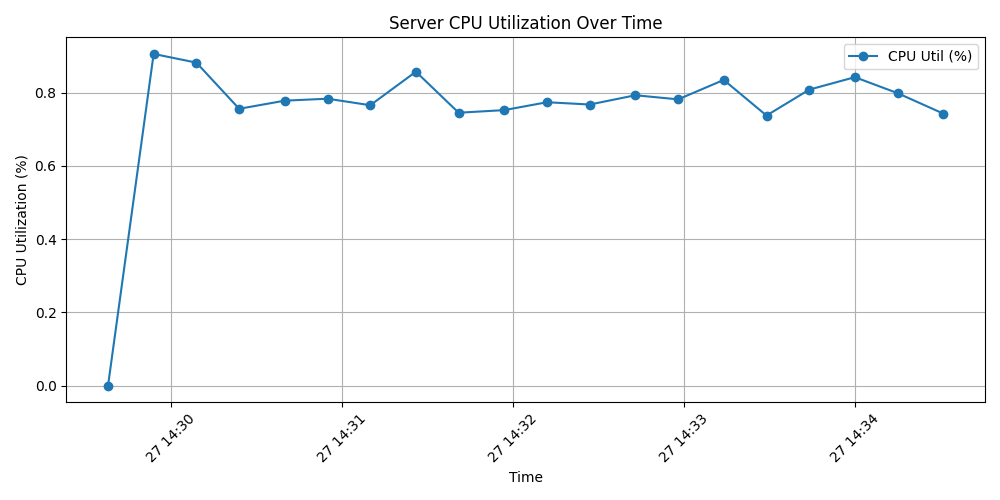 Server CPU Utilization Over Time
CPU Util (%)
CPU Utilization (%)
0.8
0.6
0.4
0.2
0.0
27 14:30
27 14:31
27 14:32
27 14:33
27 14:34
Time